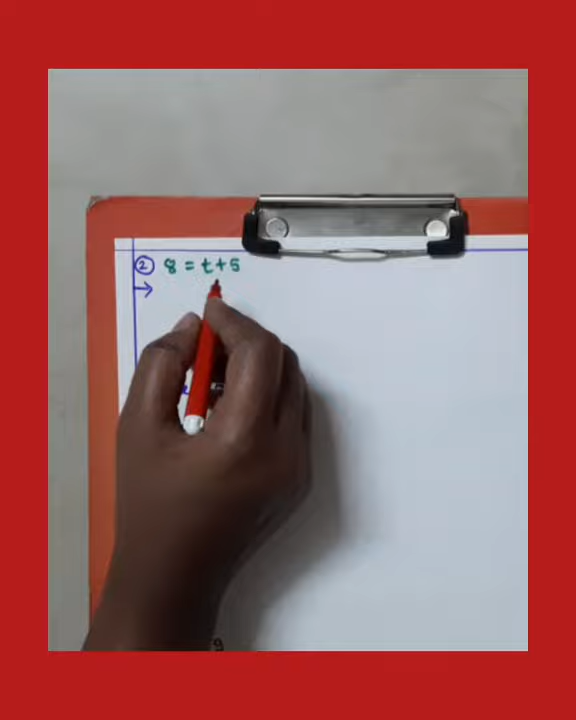 ② 8 = t + 5
→